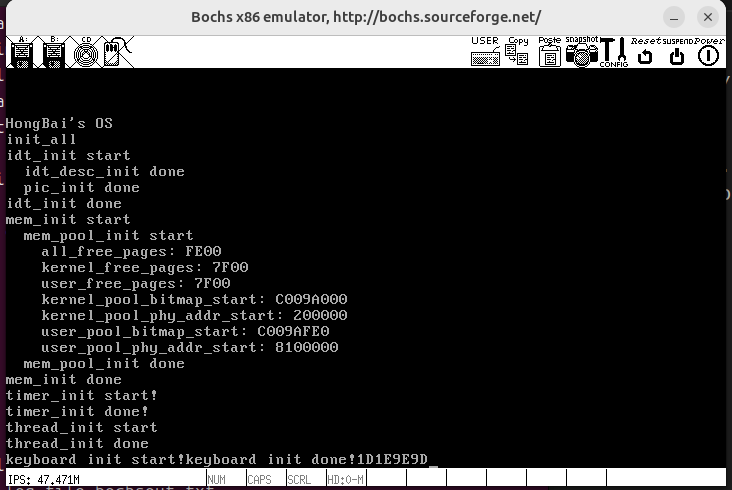 Bochs x86 emulator, http://bochs.sourceforge.net/
A: B: CD
USER Copy Paste snapshot CONFIG Reset SUSPEND Power
HongBai's OS
init_all
idt_init start
idt_desc_init done
pic_init done
idt_init done
mem_init start
mem_pool_init start
all_free_pages: FE00
kernel_free_pages: 7F00
user_free_pages: 7F00
kernel_pool_bitmap_start: C009A000
kernel_pool_phy_addr_start: 200000
user_pool_bitmap_start: C009AFE0
user_pool_phy_addr_start: 8100000
mem_pool_init done
mem_init done
timer_init start!
timer_init done!
thread_init start
thread_init done
keyboard init start!keyboard init done!1D1E9E9D_
IPS: 47.471M NUM CAPS SCRL HD:0-M